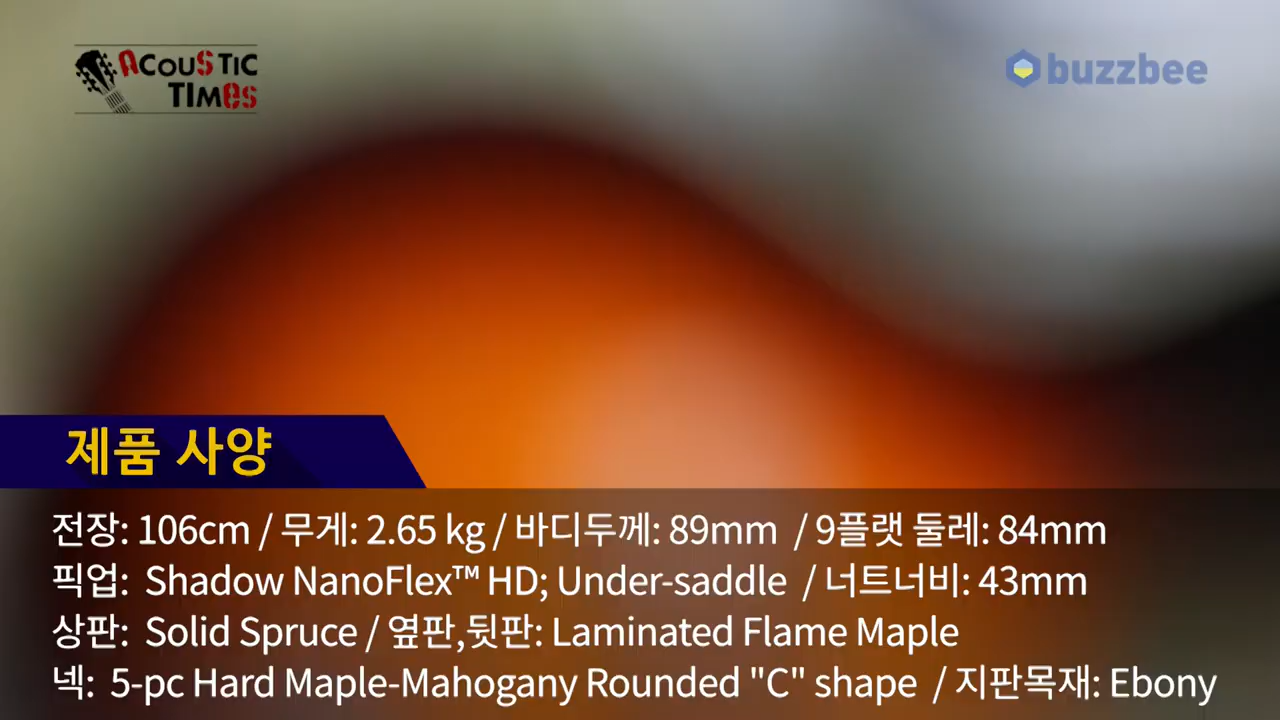 ACOUSTIC
TIMES
buzzbee
제품 사양
전장: 106cm / 무게: 2.65 kg / 바디두께: 89mm / 9플랫 둘레: 84mm
픽업: Shadow NanoFlex™ HD; Under-saddle / 너트너비: 43mm
상판: Solid Spruce / 옆판,뒷판: Laminated Flame Maple
넥: 5-pc Hard Maple-Mahogany Rounded "C" shape / 지판목재: Ebony